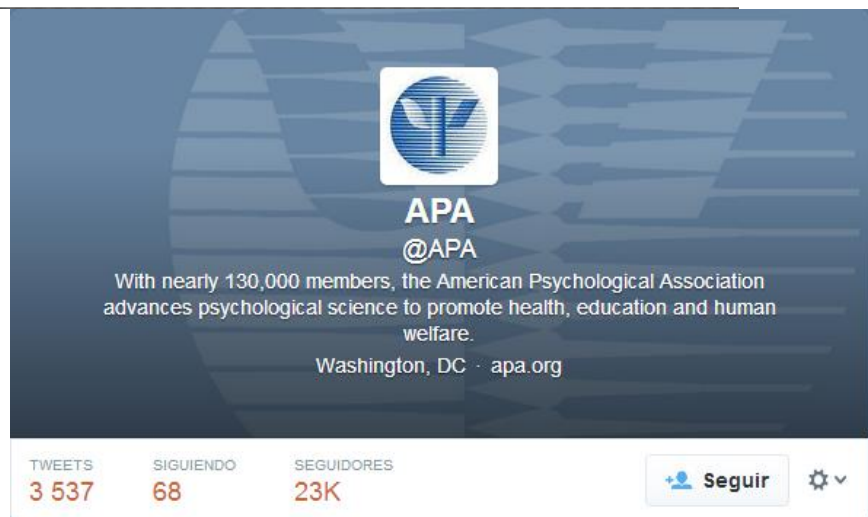 APA
@APA
With nearly 130,000 members, the American Psychological Association
advances psychological science to promote health, education and human
welfare.
Washington, DC · apa.org
TWEETS SIGUIENDO SEGUIDORES
3 537 68 23K
Seguir